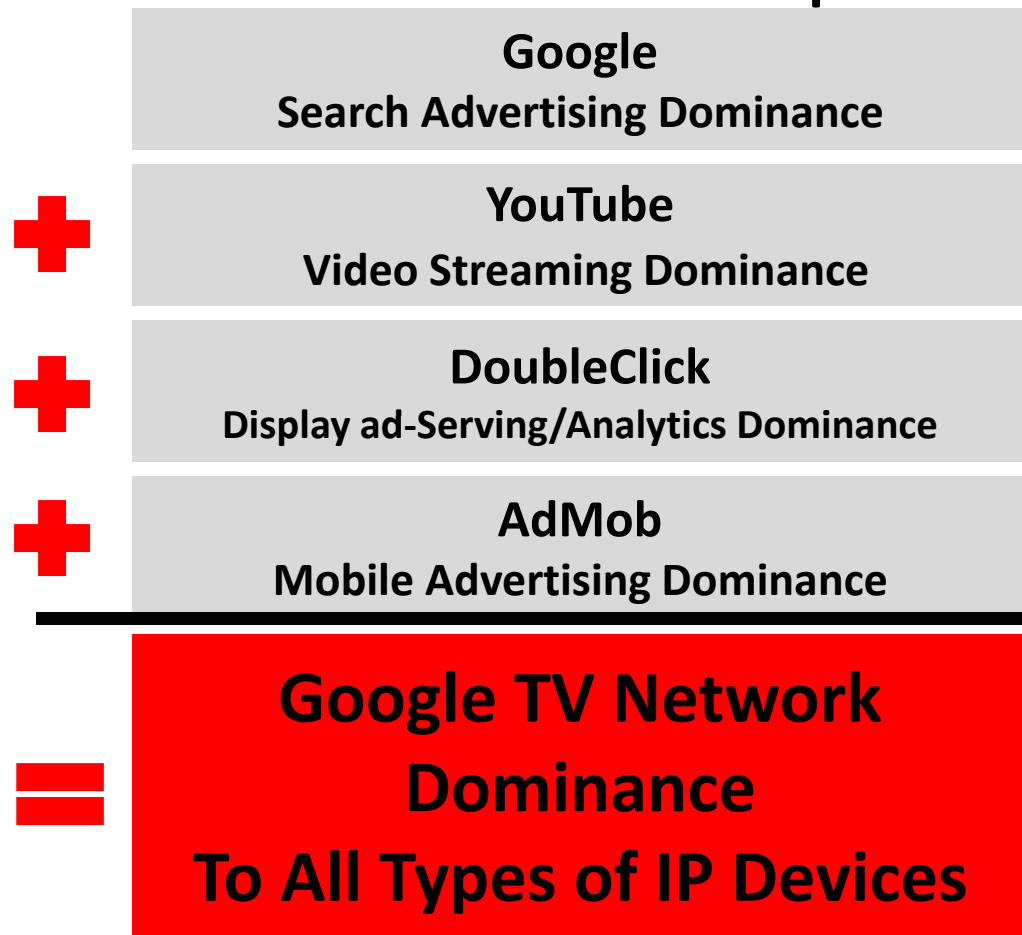 Google
Search Advertising Dominance
YouTube
Video Streaming Dominance
DoubleClick
Display ad-Serving/Analytics Dominance
AdMob
Mobile Advertising Dominance
Google TV Network
Dominance
To All Types of IP Devices